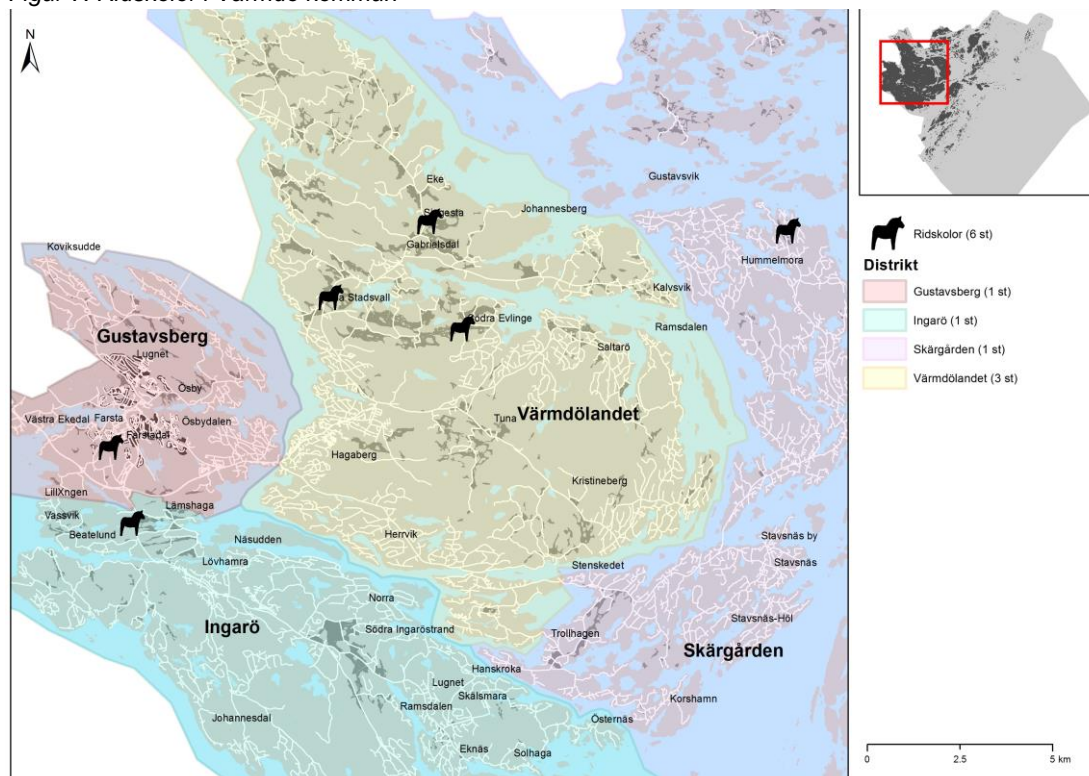 N
Eke
Gustavsvik
Johannesberg
Gabrielsdal
Hummelmora
Koviksudde
Stadsvall
Kalvsvik
Södra Evlinge
Ramsdalen
Gustavsberg
Saltarö
Lugnet
Ösby
Värmdölandet
Tuna
Västra Ekedal
Farsta
Ösbydalen
Farstadal
Hagaberg
Kristineberg
LillXngen
Lämshaga
Vassvik
Beatelund
Näsudden
Herrvik
Stavsnäs by
Lövhamra
Stenskedet
Stavsnäs
Norra
Ingarö
Stavsnäs-Höl
Södra Ingaröstrand
Trollhagen
Skärgården
Hanskroka
Lugnet
Skälsmara
Ramsdalen
Korshamn
Johannesdal
Östernäs
Eknäs
Solhaga
Ridskolor (6 st)
Distrikt
Gustavsberg (1 st)
Ingarö (1 st)
Skärgården (1 st)
Värmdölandet (3 st)
0 2.5 5 km